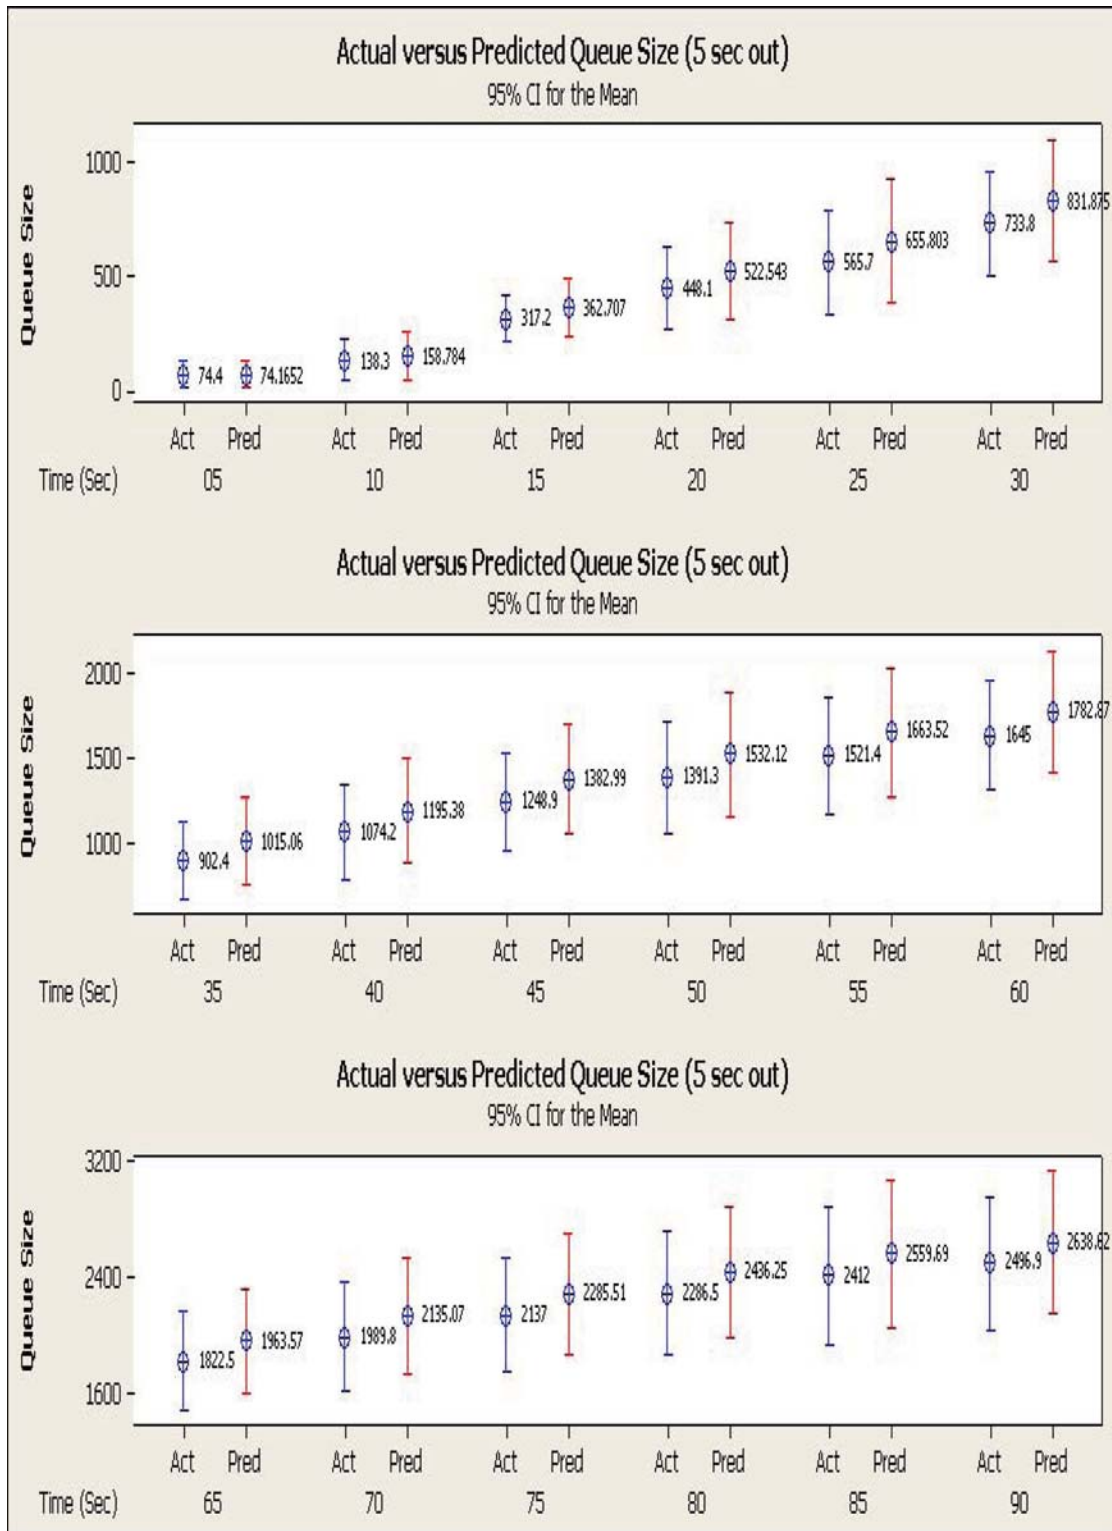 Actual versus Predicted Queue Size (5 sec out)
95% CI for the Mean
Queue Size
1000
500
0
74.4 74.1652 138.3 158.784 317.2 362.707 448.1 522.543 565.7 655.803 733.8 831.875
Act Pred Act Pred Act Pred Act Pred Act Pred Act Pred
Time (Sec) 05 10 15 20 25 30
Actual versus Predicted Queue Size (5 sec out)
95% CI for the Mean
Queue Size
2000
1500
1000
902.4 1015.06 1074.2 1195.38 1248.9 1382.99 1391.3 1532.12 1521.4 1663.52 1645 1782.87
Act Pred Act Pred Act Pred Act Pred Act Pred Act Pred
Time (Sec) 35 40 45 50 55 60
Actual versus Predicted Queue Size (5 sec out)
95% CI for the Mean
Queue Size
3200
2400
1600
1822.5 1963.57 1989.8 2135.07 2137 2285.51 2286.5 2436.25 2412 2559.69 2496.9 2638.62
Act Pred Act Pred Act Pred Act Pred Act Pred Act Pred
Time (Sec) 65 70 75 80 85 90